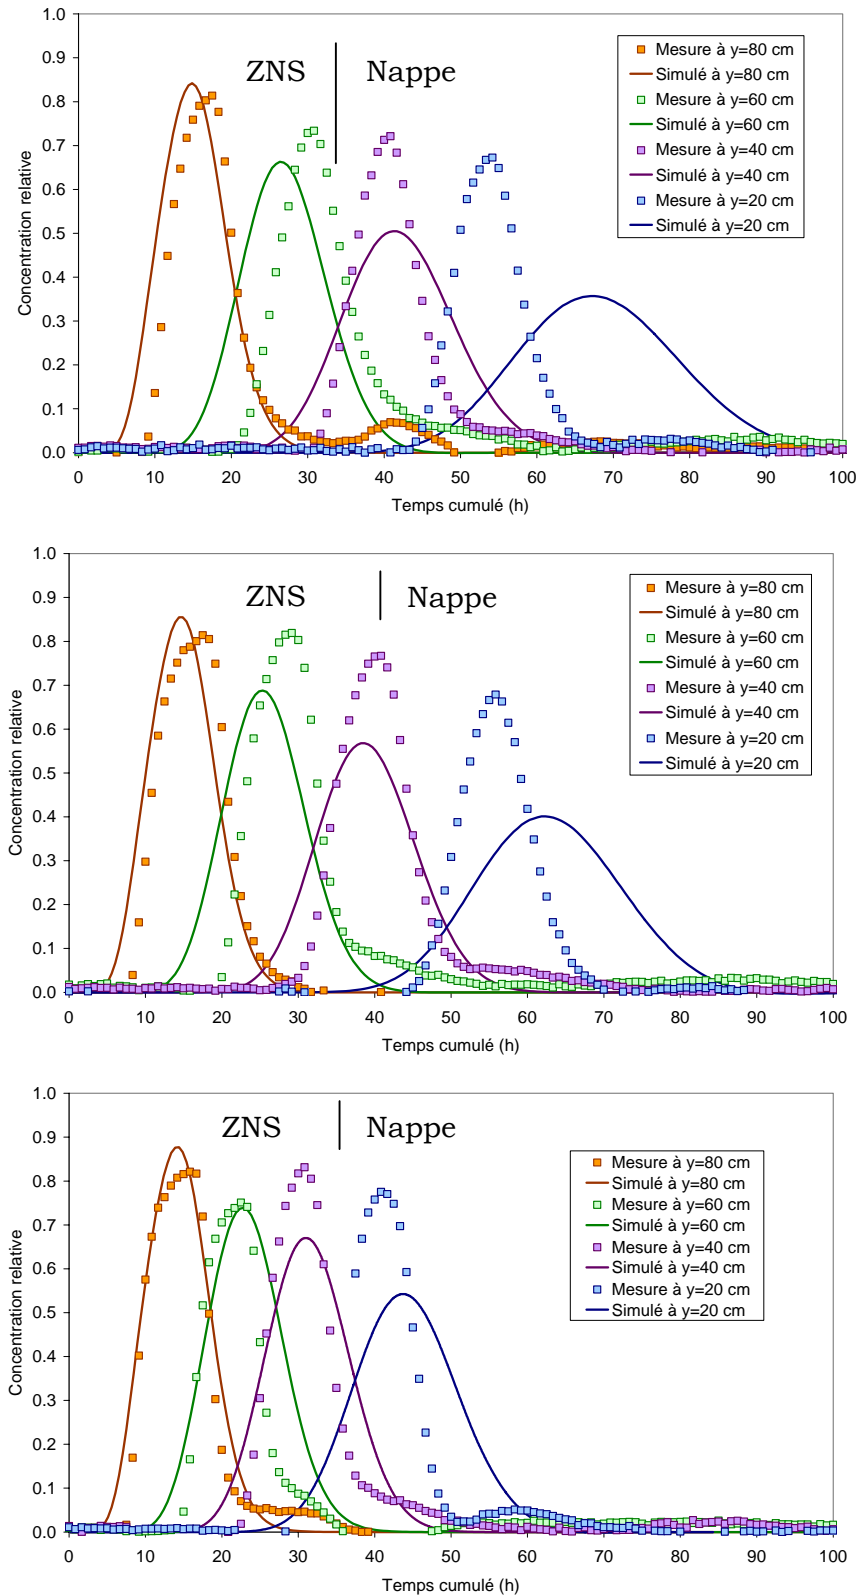 1.0
0.9
0.8
0.7
0.6
0.5
0.4
0.3
0.2
0.1
0.0
Concentration relative
ZNS
Nappe
Mesure à y=80 cm
Simulé à y=80 cm
Mesure à y=60 cm
Simulé à y=60 cm
Mesure à y=40 cm
Simulé à y=40 cm
Mesure à y=20 cm
Simulé à y=20 cm
0 10 20 30 40 50 60 70 80 90 100
Temps cumulé (h)
1.0
0.9
0.8
0.7
0.6
0.5
0.4
0.3
0.2
0.1
0.0
Concentration relative
ZNS
Nappe
Mesure à y=80 cm
Simulé à y=80 cm
Mesure à y=60 cm
Simulé à y=60 cm
Mesure à y=40 cm
Simulé à y=40 cm
Mesure à y=20 cm
Simulé à y=20 cm
0 10 20 30 40 50 60 70 80 90 100
Temps cumulé (h)
1.0
0.9
0.8
0.7
0.6
0.5
0.4
0.3
0.2
0.1
0.0
Concentration relative
ZNS
Nappe
Mesure à y=80 cm
Simulé à y=80 cm
Mesure à y=60 cm
Simulé à y=60 cm
Mesure à y=40 cm
Simulé à y=40 cm
Mesure à y=20 cm
Simulé à y=20 cm
0 10 20 30 40 50 60 70 80 90 100
Temps cumulé (h)